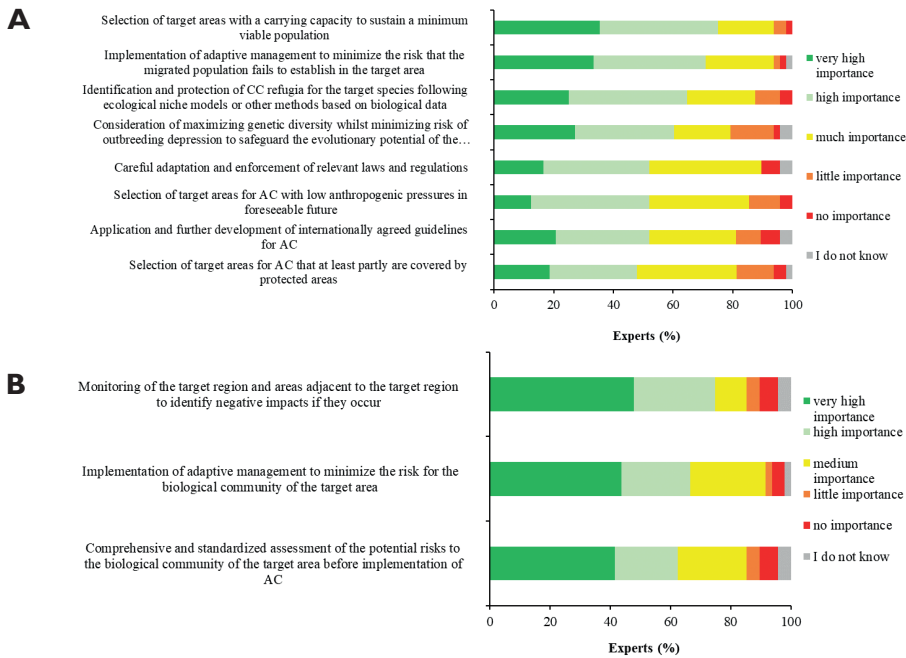 A
Selection of target areas with a carrying capacity to sustain a minimum
viable population
Implementation of adaptive management to minimize the risk that the
migrated population fails to establish in the target area
Identification and protection of CC refugia for the target species following
ecological niche models or other methods based on biological data
Consideration of maximizing genetic diversity whilst minimizing risk of
outbreeding depression to safeguard the evolutionary potential of the…
Careful adaptation and enforcement of relevant laws and regulations
Selection of target areas for AC with low anthropogenic pressures in
foreseeable future
Application and further development of internationally agreed guidelines
for AC
Selection of target areas for AC that at least partly are covered by
protected areas
very high
importance
high importance
much importance
little importance
no importance
I do not know
0 20 40 60 80 100
Experts (%)
B
Monitoring of the target region and areas adjacent to the target region
to identify negative impacts if they occur
Implementation of adaptive management to minimize the risk for the
biological community of the target area
Comprehensive and standardized assessment of the potential risks to
the biological community of the target area before implementation of
AC
very high
importance
high importance
medium
importance
little importance
no importance
I do not know
0 20 40 60 80 100
Experts (%)